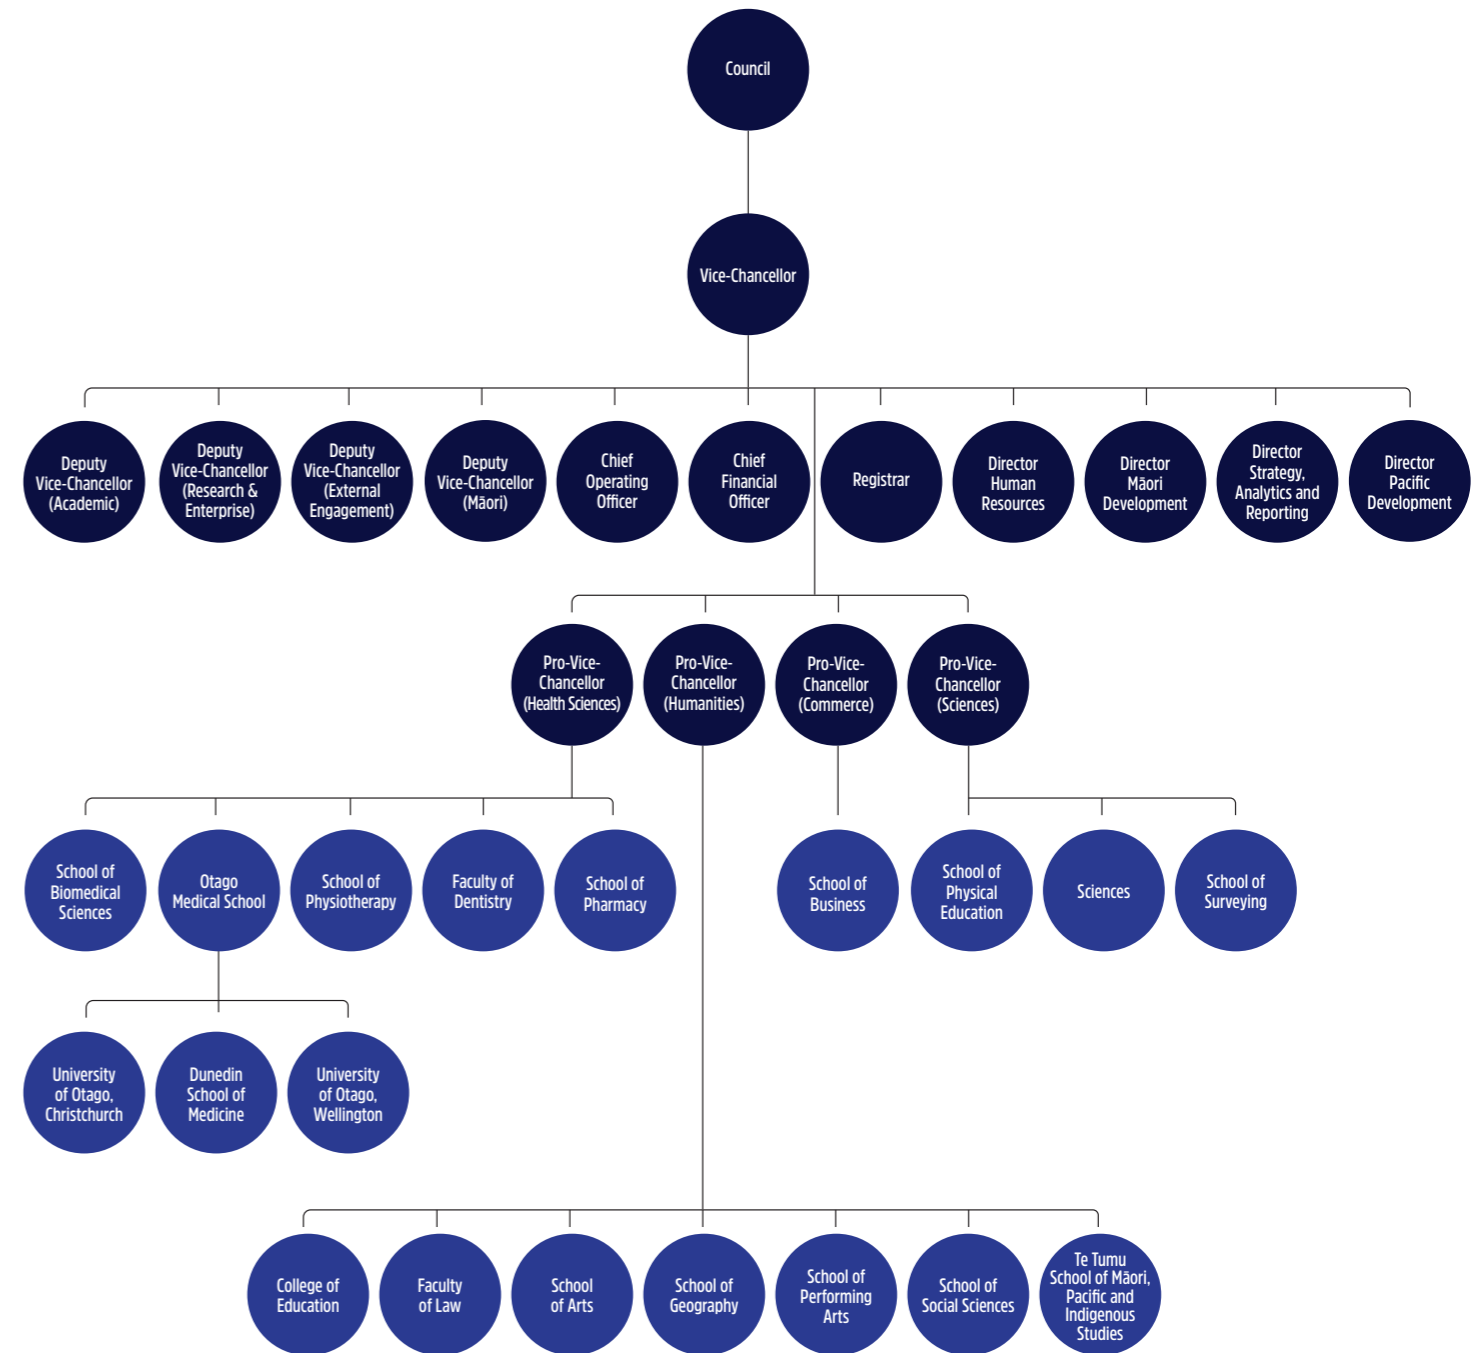 Council
Vice-Chancellor
Deputy
Vice-Chancellor
(Academic)
Deputy
Vice-Chancellor
(Research &
Enterprise)
Deputy
Vice-Chancellor
(External
Engagement)
Deputy
Vice-Chancellor
(Māori)
Chief
Operating
Officer
Chief
Financial
Officer
Registrar
Director
Human
Resources
Director
Māori
Development
Director
Strategy,
Analytics and
Reporting
Director
Pacific
Development
Pro-Vice-
Chancellor
(Health Sciences)
Pro-Vice-
Chancellor
(Humanities)
Pro-Vice-
Chancellor
(Commerce)
Pro-Vice-
Chancellor
(Sciences)
School of
Biomedical
Sciences
Otago
Medical School
School of
Physiotherapy
Faculty of
Dentistry
School of
Pharmacy
School of
Business
School of
Physical
Education
Sciences
School of
Surveying
University
of Otago,
Christchurch
Dunedin
School of
Medicine
University
of Otago,
Wellington
College of
Education
Faculty
of Law
School
of Arts
School of
Geography
School of
Performing
Arts
School of
Social Sciences
Te Tumu
School of Māori,
Pacific and
Indigenous
Studies